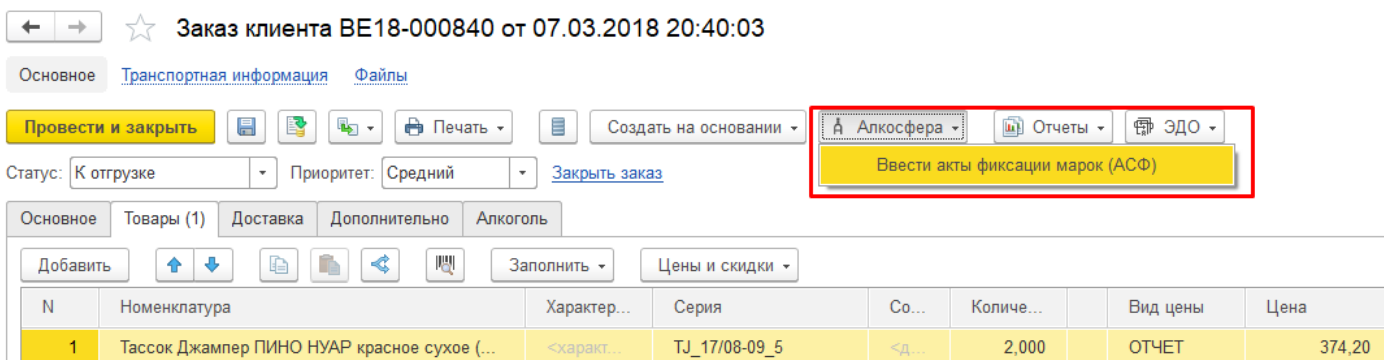 Заказ клиента ВЕ18-000840 от 07.03.2018 20:40:03
Основное Транспортная информация Файлы
Провести и закрыть Печать Создать на основании Алкосфера Отчеты ЭДО
Ввести акты фиксации марок (АСФ)
Статус: К отгрузке Приоритет: Средний Закрыть заказ
Основное Товары (1) Доставка Дополнительно Алкоголь
Добавить Заполнить Цены и скидки
N Номенклатура Характер... Серия Со... Количе... Вид цены Цена
1 Тассок Джампер ПИНО НУАР красное сухое (... <характ... TJ_17/08-09_5 <д... 2,000 ОТЧЕТ 374,20